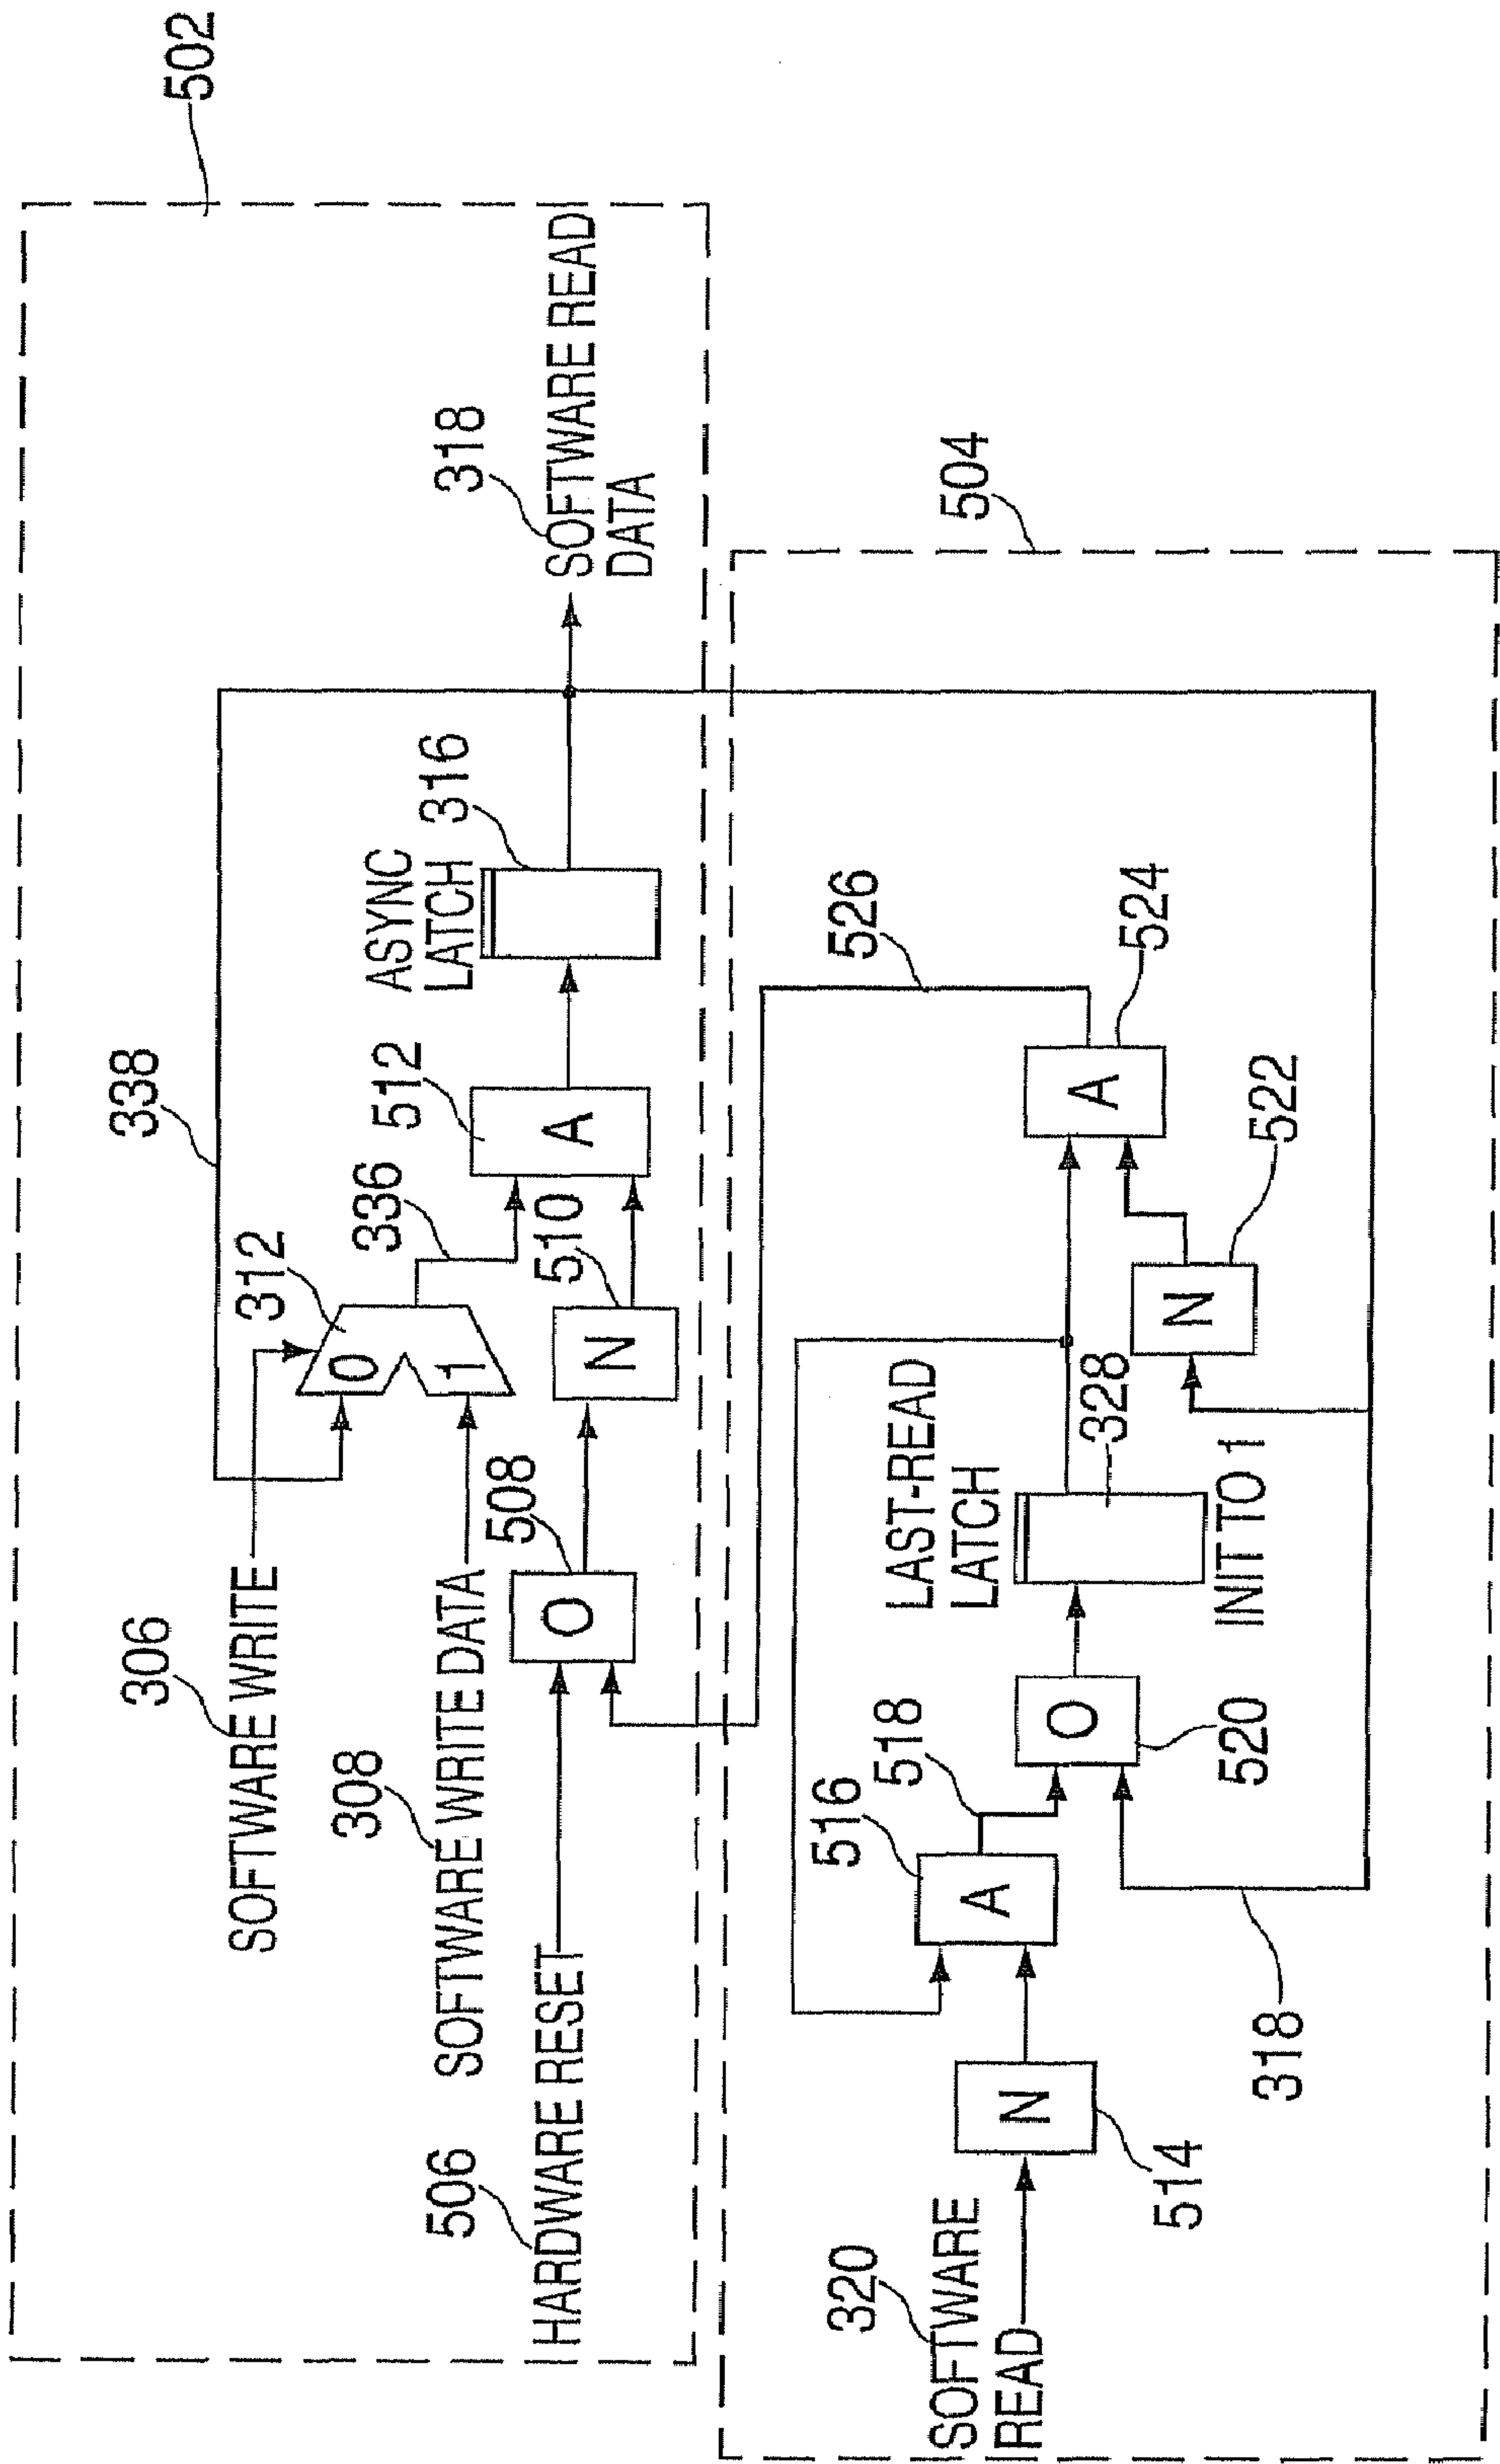 502
338
306
SOFTWARE WRITE
312
0
1
336
308
SOFTWARE WRITE DATA
512
A
ASYNC
LATCH
316
318
SOFTWARE READ
DATA
506
HARDWARE RESET
508
O
510
N
504
526
320
SOFTWARE
READ
514
N
516
A
518
520
O
LAST-READ
LATCH
328
INIT TO 1
522
N
524
A
318